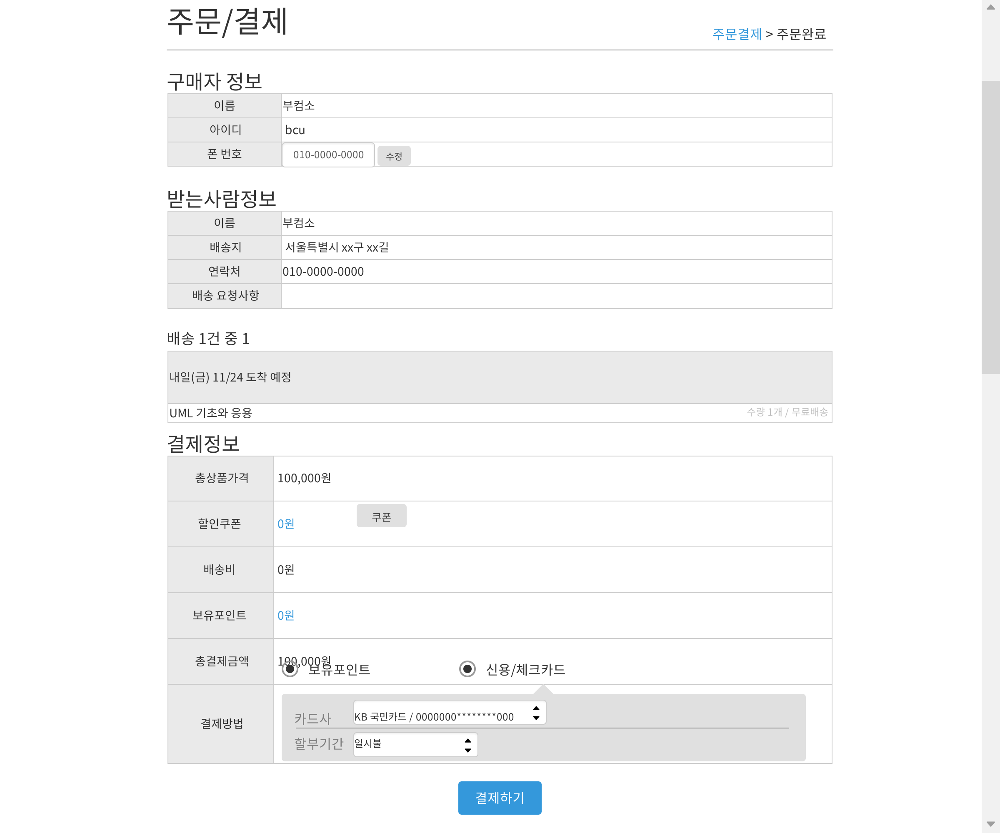 주문/결제
주문결제 > 주문완료
구매자 정보
이름 부컴소
아이디 bcu
폰 번호 010-0000-0000 수정
받는사람정보
이름 부컴소
배송지 서울특별시 xx구 xx길
연락처 010-0000-0000
배송 요청사항
배송 1건 중 1
내일(금) 11/24 도착 예정
UML 기초와 응용 수량 1개 / 무료배송
결제정보
총상품가격 100,000원
할인쿠폰 0원 쿠폰
배송비 0원
보유포인트 0원
총결제금액 100,000원
보유포인트 신용/체크카드
결제방법
카드사 KB 국민카드 / 0000000********000
할부기간 일시불
결제하기